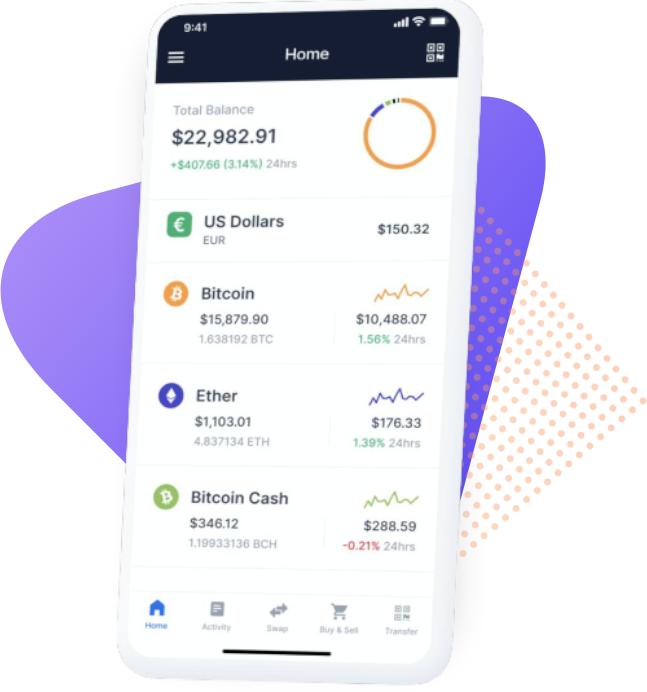 9:41
Home
Total Balance
$22,982.91
+$407.66 (3.14%) 24hrs
€
US Dollars
EUR
$150.32
Bitcoin
$15,879.90
$10,488.07
1.638192 BTC
1.56% 24hrs
Ether
$1,103.01
$176.33
4.837134 ETH
1.39% 24hrs
Bitcoin Cash
$346.12
$288.59
1.19933136 BCH
-0.21% 24hrs
Home
Activity
Swap
Buy & Sell
Transfer